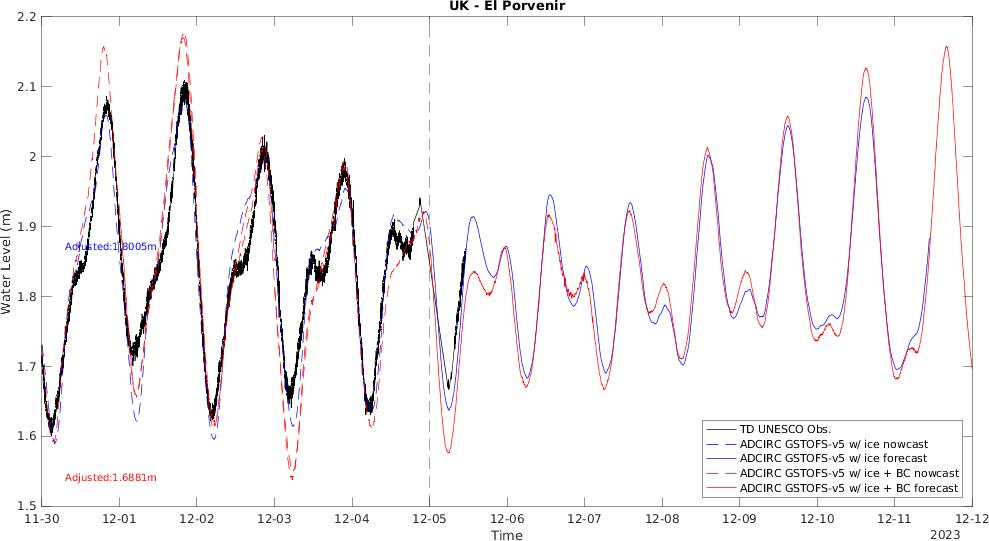 UK - El Porvenir
2.2
2.1
2
1.9
1.8
1.7
1.6
1.5
Water Level (m)
Adjusted:1.8005m
Adjusted:1.6881m
TD UNESCO Obs.
ADCIRC GSTOFS-v5 w/ ice nowcast
ADCIRC GSTOFS-v5 w/ ice forecast
ADCIRC GSTOFS-v5 w/ ice + BC nowcast
ADCIRC GSTOFS-v5 w/ ice + BC forecast
11-30 12-01 12-02 12-03 12-04 12-05 12-06 12-07 12-08 12-09 12-10 12-11 12-12
Time
2023